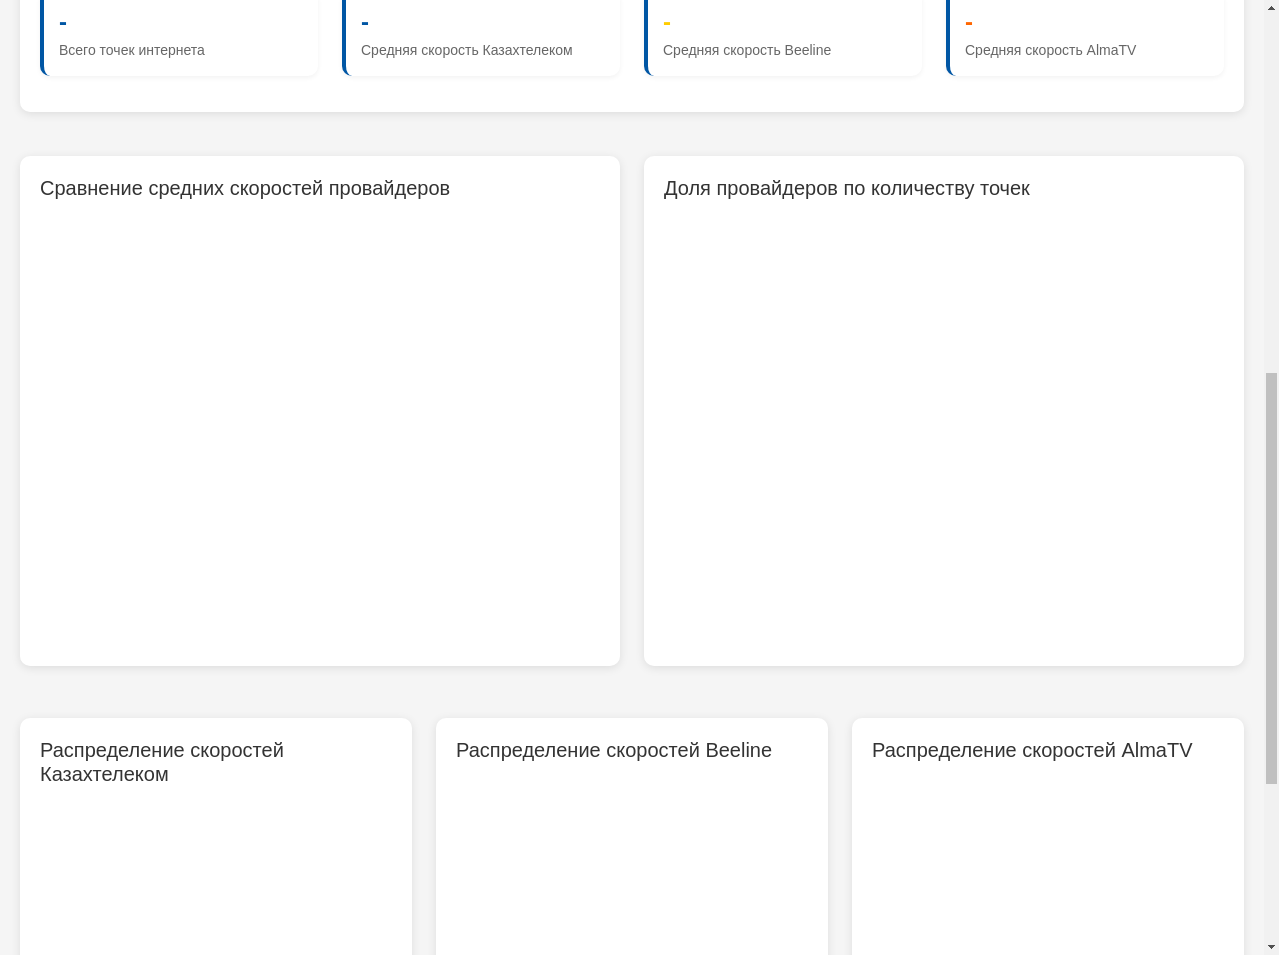 -
Всего точек интернета
-
Средняя скорость Казахтелеком
-
Средняя скорость Beeline
-
Средняя скорость AlmaTV
Сравнение средних скоростей провайдеров
Доля провайдеров по количеству точек
Распределение скоростей
Казахтелеком
Распределение скоростей Beeline
Распределение скоростей AlmaTV